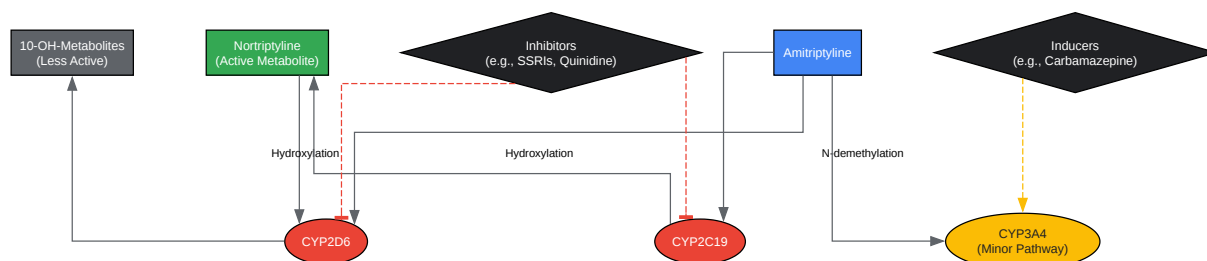 10-OH-Metabolites
(Less Active)
Nortriptyline
(Active Metabolite)
Inhibitors
(e.g., SSRIs, Quinidine)
Amitriptyline
Inducers
(e.g., Carbamazepine)
Hydroxylation
Hydroxylation
N-demethylation
CYP2D6
CYP2C19
CYP3A4
(Minor Pathway)